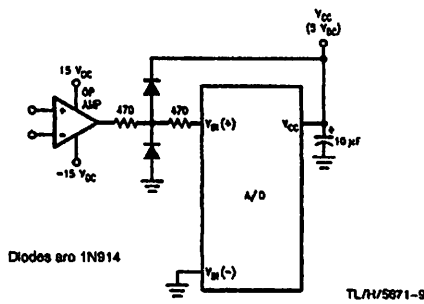 VCC
(5 VDC)
15 VDC
OP
AMP
470
470
+
-
-15 VDC
VIN(+)
VCC
+
10 µF
A/D
VIN(-)
Diodes are 1N914
TL/H/5671-9